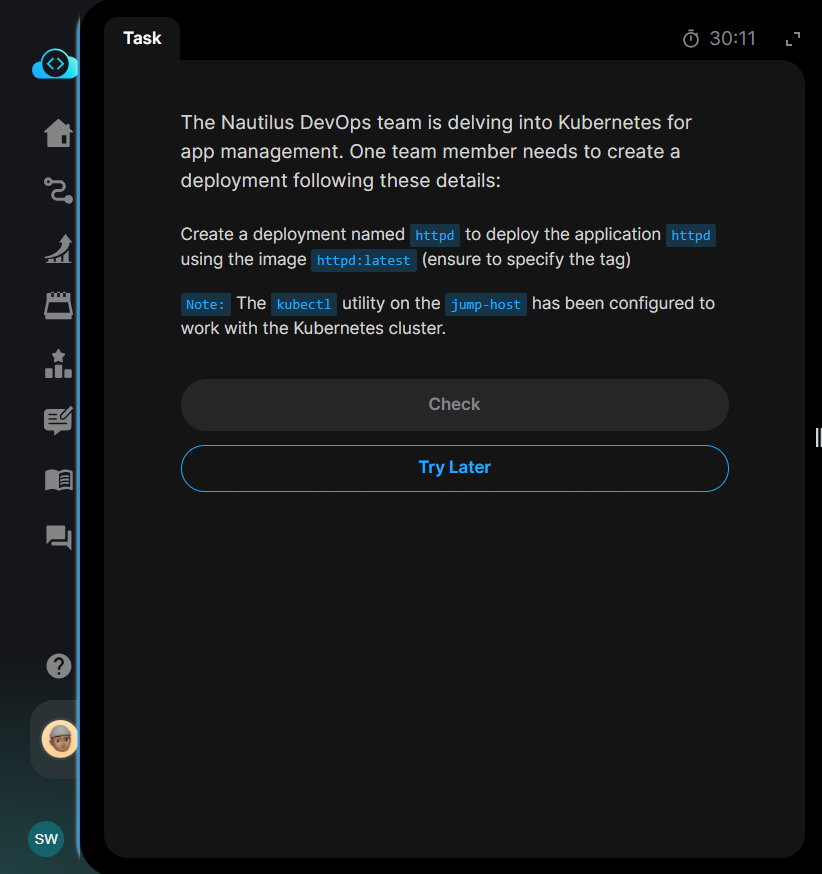 Task
30:11
The Nautilus DevOps team is delving into Kubernetes for
app management. One team member needs to create a
deployment following these details:
Create a deployment named httpd to deploy the application httpd
using the image httpd:latest (ensure to specify the tag)
Note: The kubectl utility on the jump-host has been configured to
work with the Kubernetes cluster.
Check
Try Later
SW